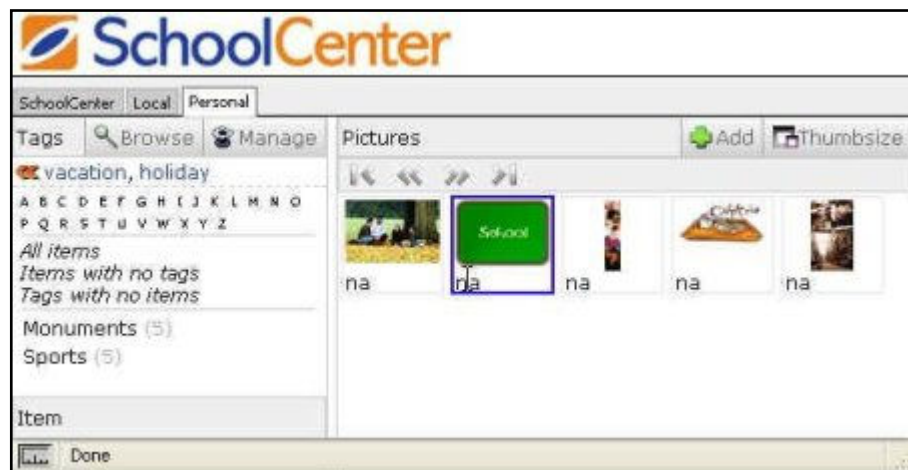 SchoolCenter
SchoolCenter Local Personal
Tags Browse Manage Pictures Add Thumbsize
vacation, holiday
A B C D E F G H I J K L M N O
P Q R S T U V W X Y Z
All items
Items with no tags
Tags with no items
Monuments (5)
Sports (5)
School
California
na na na na na
Item
Done